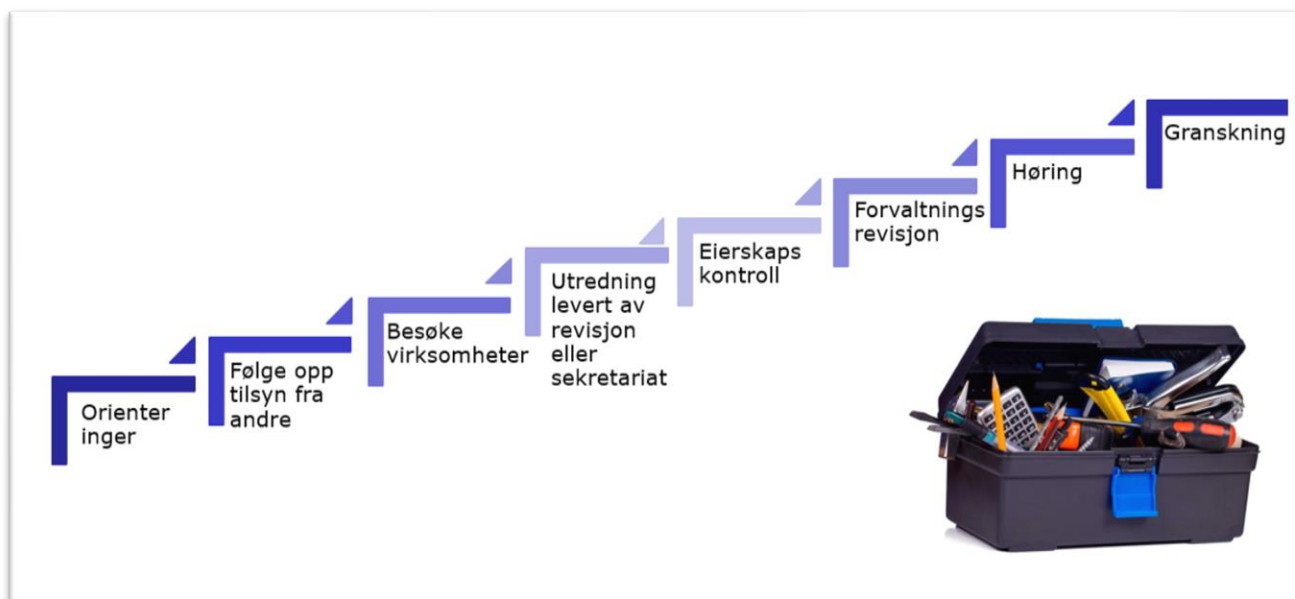 Orienter
inger
Følge opp
tilsyn fra
andre
Besøke
virksomheter
Utredning
levert av
revisjon
eller
sekretariat
Eierskaps
kontroll
Forvaltnings
revisjon
Høring
Granskning